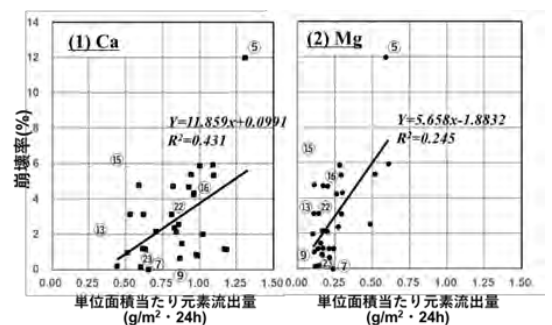 (1) Ca
(2) Mg
崩壊率(%)
14
12
10
8
6
4
2
0
⑤
Y=11.859x+0.0991
R²=0.431
⑮
⑯
㉒
⑬
㉓
⑦
⑨
0.00 0.25 0.50 0.75 1.00 1.25 1.50
単位面積当たり元素流出量
(g/m²・24h)
⑤
Y=5.658x-1.8832
R²=0.245
⑮
⑯
⑬
㉒
⑨
㉓
⑦
0.00 0.25 0.50 0.75 1.00 1.25 1.50
単位面積当たり元素流出量
(g/m²・24h)